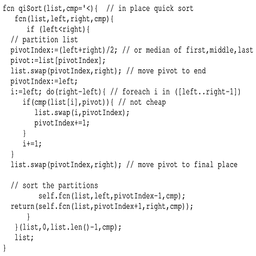 fcn qiSort(list,cmp='<){  // in place quick sort
fcn(list,left,right,cmp){
if (left<right){
// partition list
pivotIndex:=(left+right)/2; // or median of first,middle,last
pivot:=list[pivotIndex];
list.swap(pivotIndex,right); // move pivot to end
pivotIndex:=left;
i:=left; do(right-left){ // foreach i in ([left..right-1])
if(cmp(list[i],pivot)){ // not cheap
list.swap(i,pivotIndex);
pivotIndex+=1;
}
i+=1;
}
list.swap(pivotIndex,right); // move pivot to final place
// sort the partitions
self.fcn(list,left,pivotIndex-1,cmp);
return(self.fcn(list,pivotIndex+1,right,cmp));
}
}(list,0,list.len()-1,cmp);
list;
}